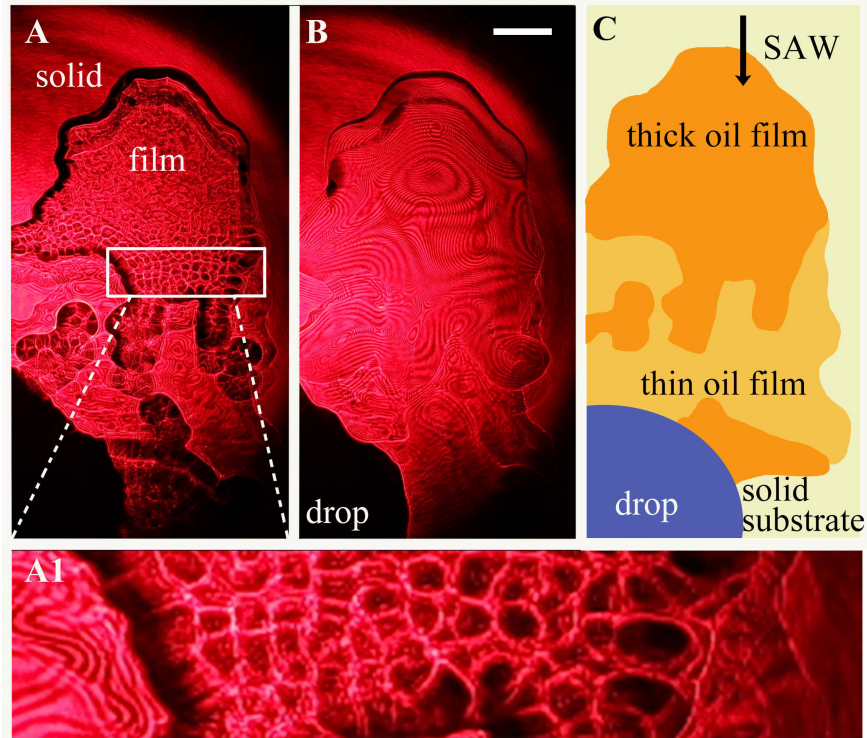 A
solid
film
B
drop
C
SAW
thick oil film
thin oil film
drop
solid
substrate
A1